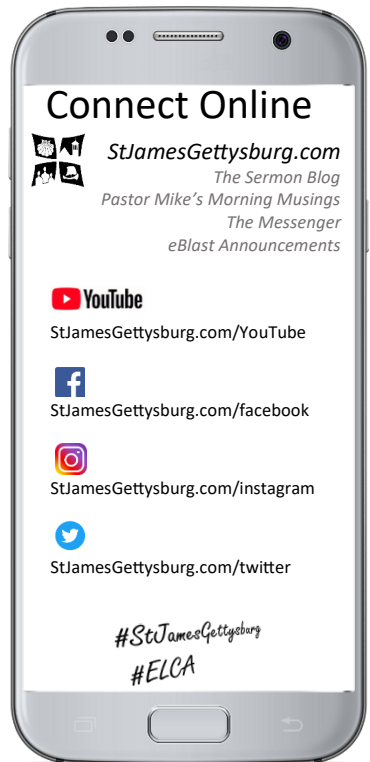 Connect Online
StJamesGettysburg.com
The Sermon Blog
Pastor Mike's Morning Musings
The Messenger
eBlast Announcements
YouTube
StJamesGettysburg.com/YouTube
StJamesGettysburg.com/facebook
StJamesGettysburg.com/instagram
StJamesGettysburg.com/twitter
#StJamesGettysburg
#ELCA